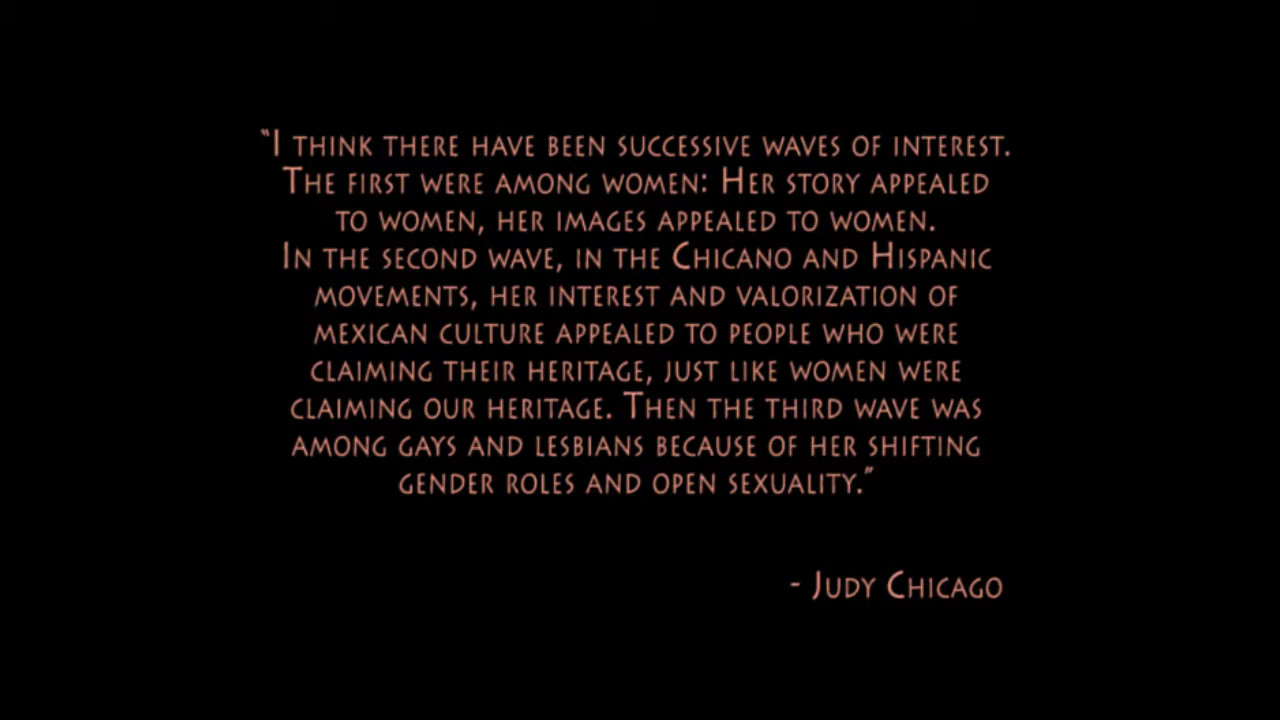 "I think there have been successive waves of interest.
The first were among women: Her story appealed
to women, her images appealed to women.
In the second wave, in the Chicano and Hispanic
movements, her interest and valorization of
mexican culture appealed to people who were
claiming their heritage, just like women were
claiming our heritage. Then the third wave was
among gays and lesbians because of her shifting
gender roles and open sexuality."
- Judy Chicago